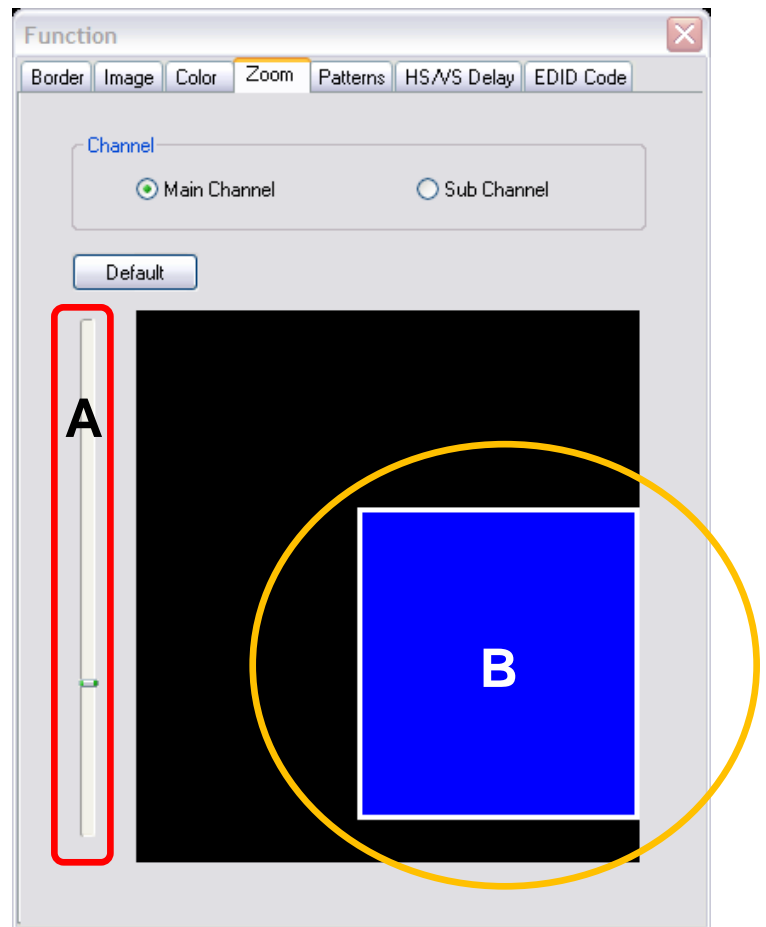 Function
Border Image Color Zoom Patterns HS/VS Delay EDID Code
Channel
Main Channel Sub Channel
Default
A
B